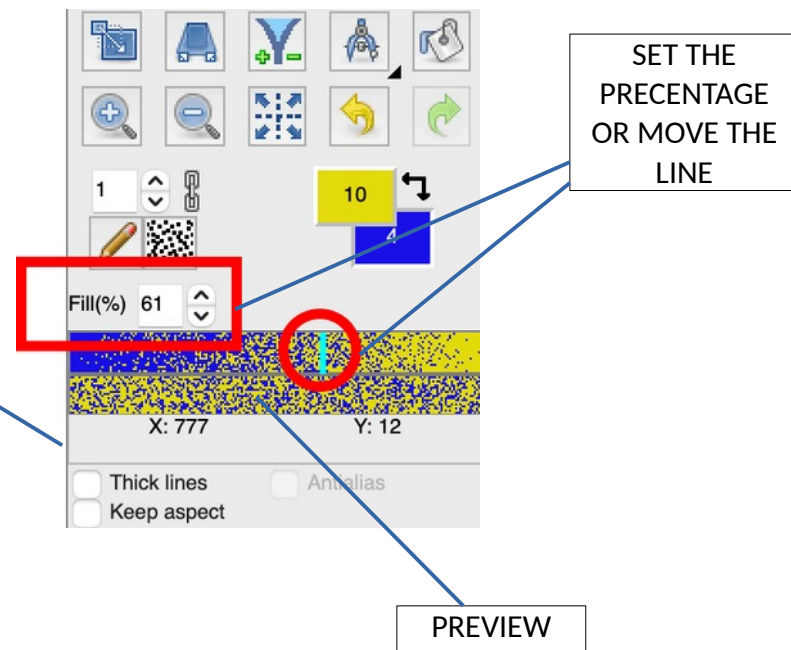 SET THE
PRECENTAGE
OR MOVE THE
LINE
1
10
4
Fill(%) 61
X: 777 Y: 12
Thick lines Antialias
Keep aspect
PREVIEW